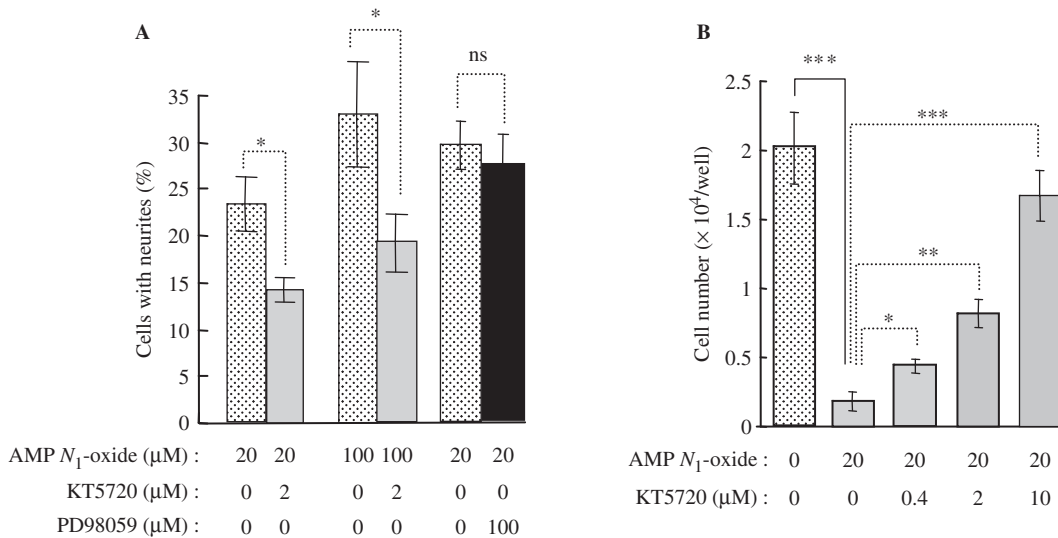 A
*
*
ns
35
30
25
20
15
10
5
0
Cells with neurites (%)
AMP N1-oxide (μM) : 20 20 100 100 20 20
KT5720 (μM) : 0 2 0 2 0 0
PD98059 (μM) : 0 0 0 0 0 100
B
***
***
**
*
2.5
2
1.5
1
0.5
0
Cell number (× 10⁴/well)
AMP N1-oxide : 0 20 20 20 20
KT5720 (μM) : 0 0 0.4 2 10